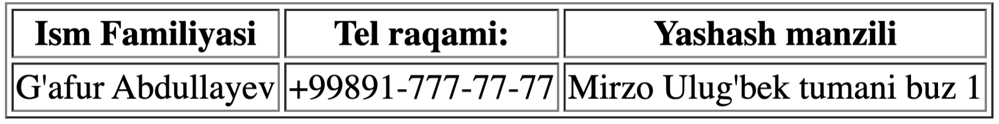 Ism Familiyasi Tel raqami: Yashash manzili
G'afur Abdullayev +99891-777-77-77 Mirzo Ulug'bek tumani buz 1